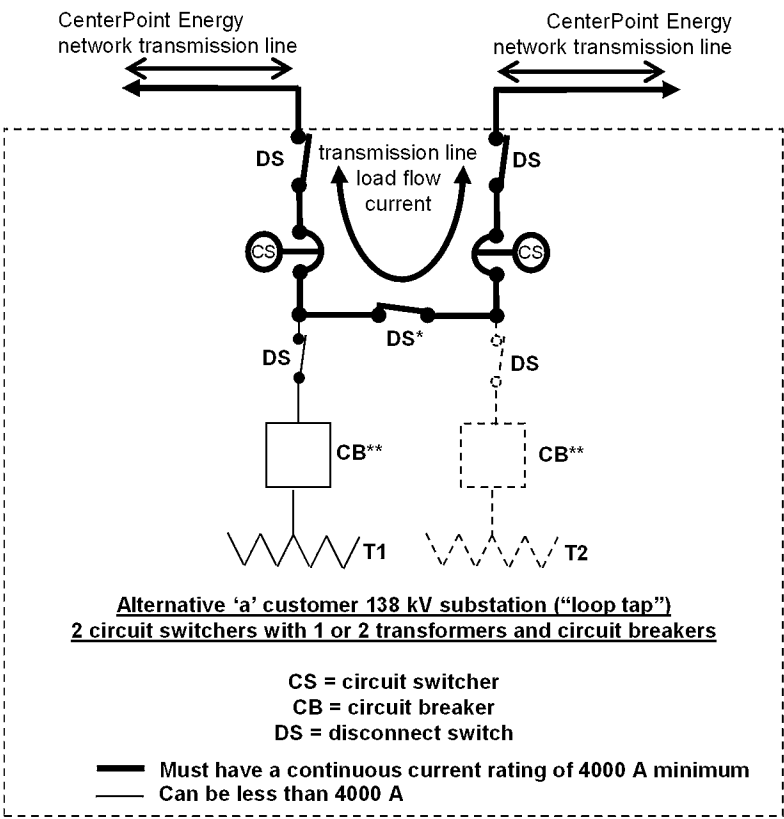 CenterPoint Energy
network transmission line
CenterPoint Energy
network transmission line
DS
transmission line
load flow
current
DS
CS
CS
DS*
DS
DS
CB**
CB**
T1
T2
Alternative ‘a’ customer 138 kV substation (“loop tap”)
2 circuit switchers with 1 or 2 transformers and circuit breakers
CS = circuit switcher
CB = circuit breaker
DS = disconnect switch
Must have a continuous current rating of 4000 A minimum
Can be less than 4000 A